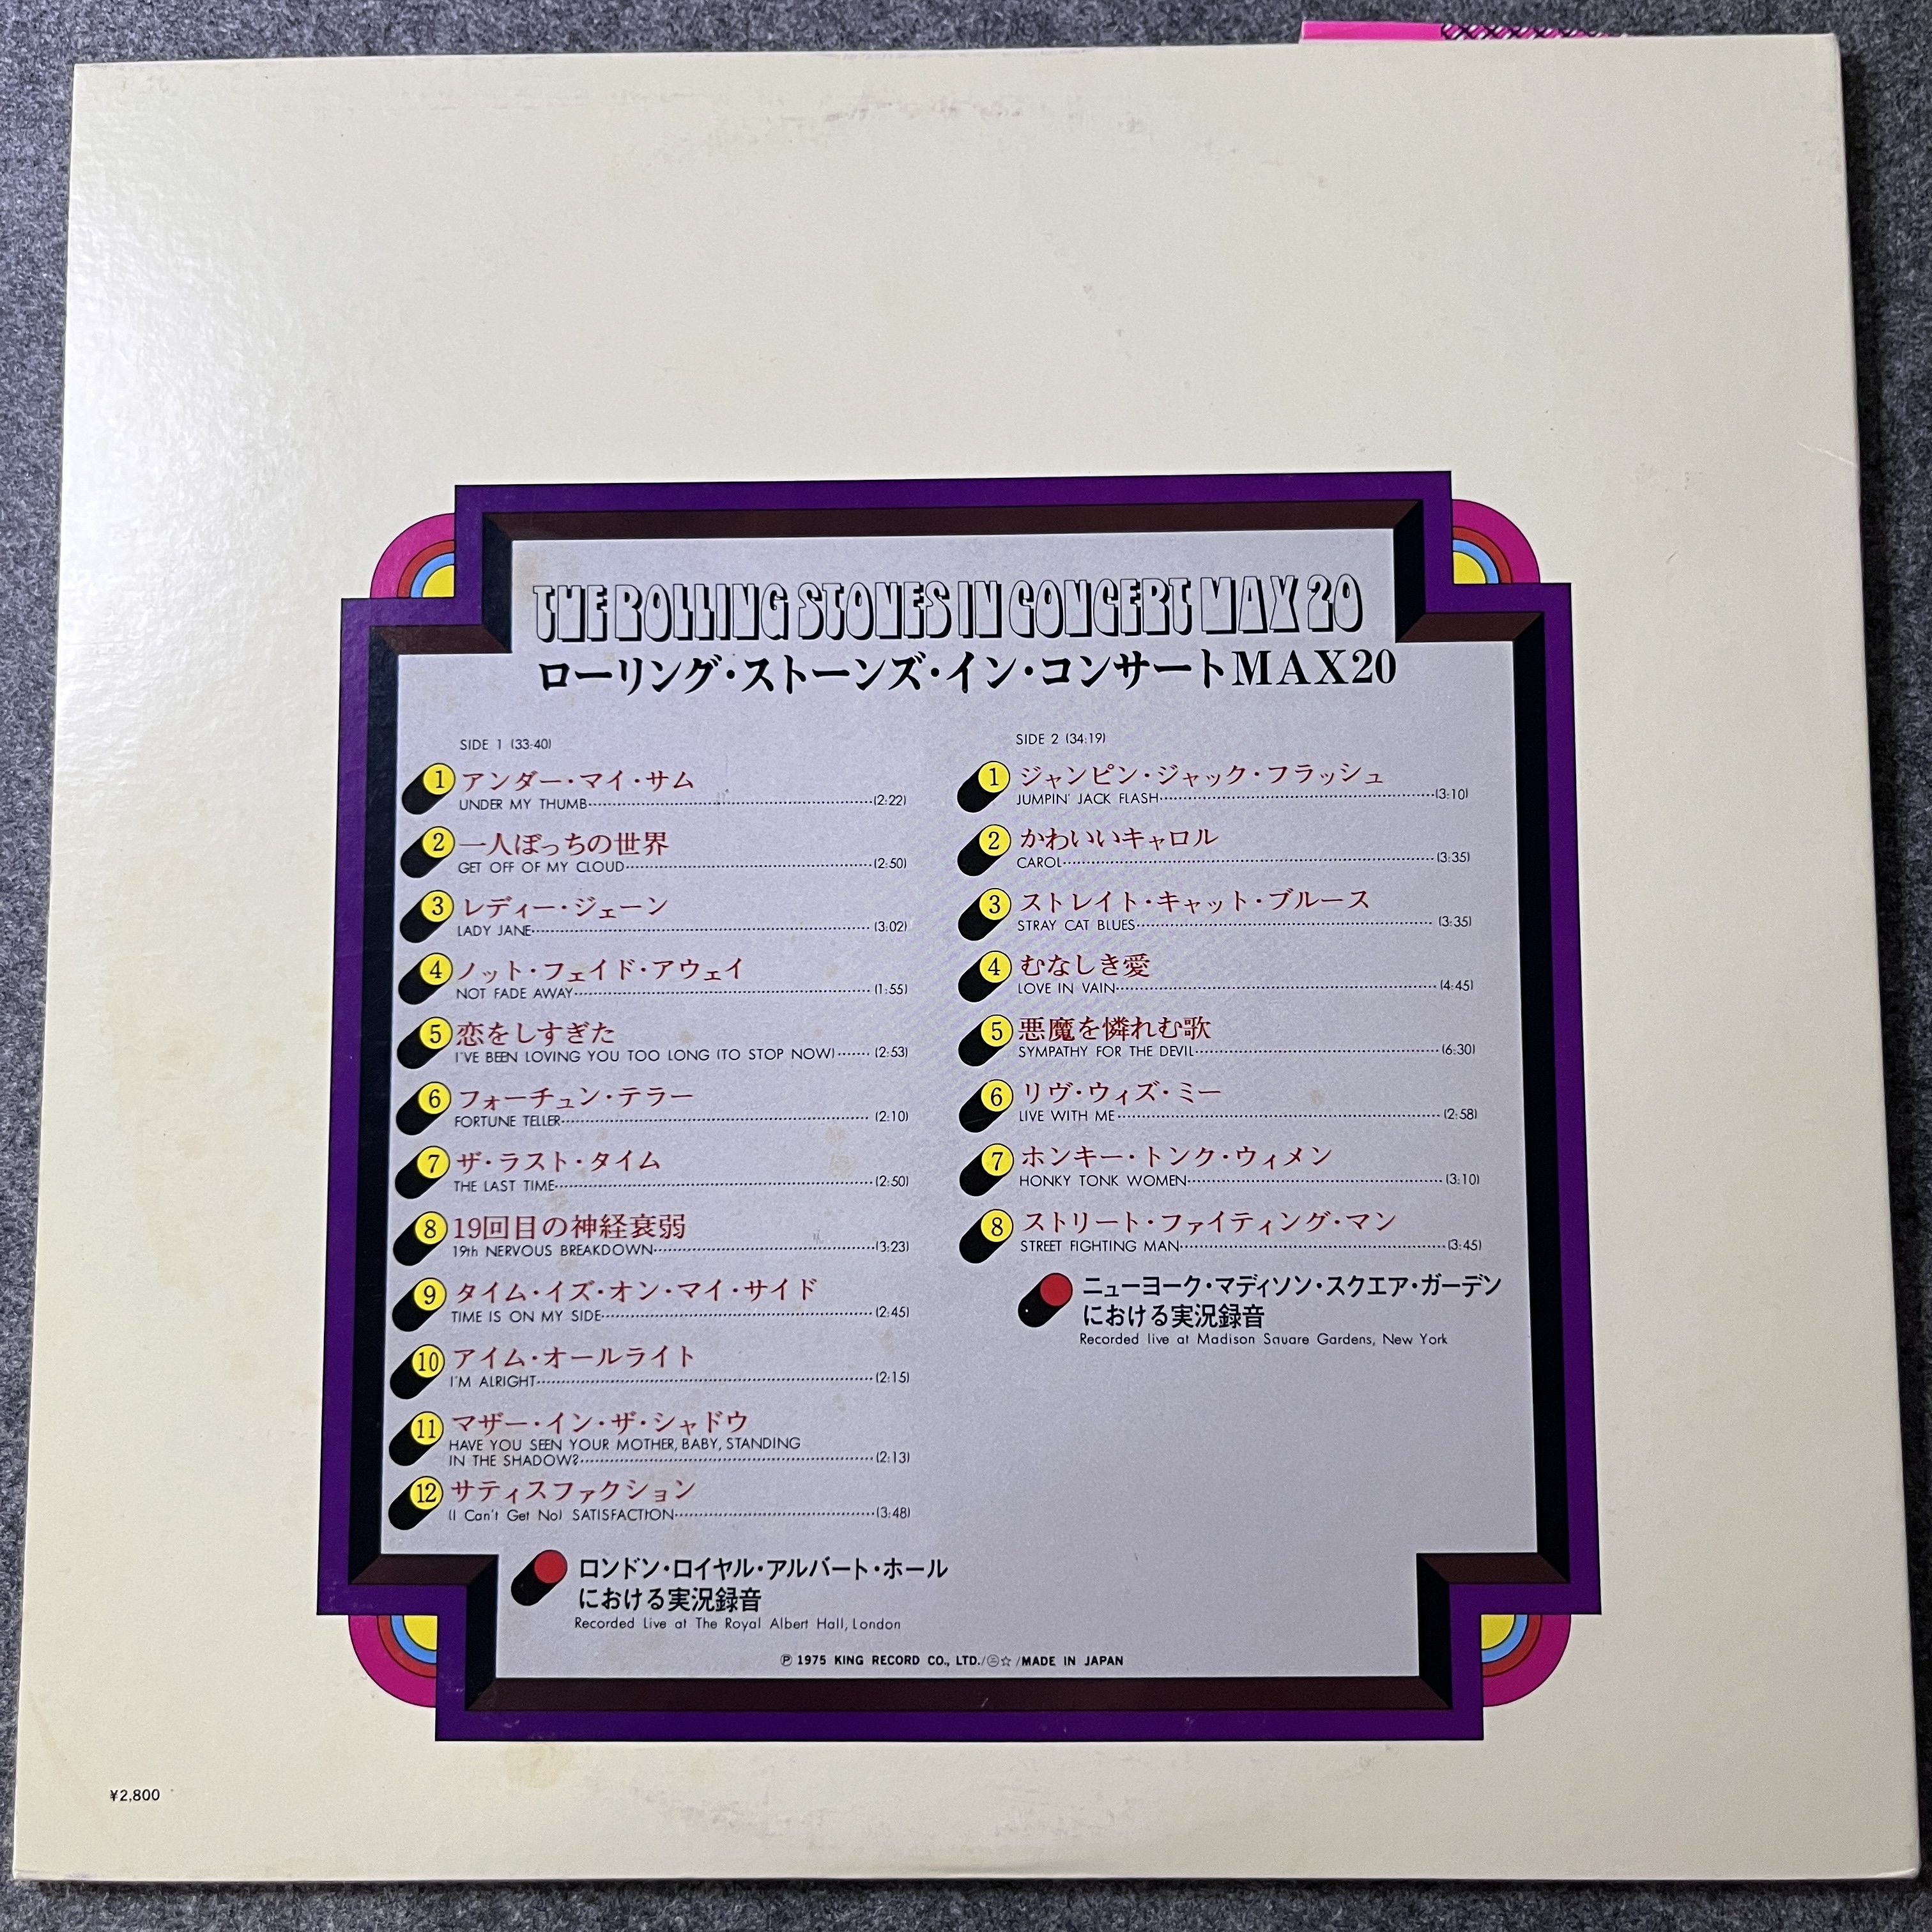 THE ROLLING STONES IN CONCERT MAX 20
ローリング・ストーンズ・イン・コンサートMAX20
SIDE 1 (33:40)
1 アンダー・マイ・サム
UNDER MY THUMB (2:22)
2 一人ぼっちの世界
GET OFF OF MY CLOUD (2:50)
3 レディー・ジェーン
LADY JANE (3:02)
4 ノット・フェイド・アウェイ
NOT FADE AWAY (1:55)
5 恋をしすぎた
I'VE BEEN LOVING YOU TOO LONG (TO STOP NOW) (2:53)
6 フォーチュン・テラー
FORTUNE TELLER (2:10)
7 ザ・ラスト・タイム
THE LAST TIME (2:50)
8 19回目の神経衰弱
19th NERVOUS BREAKDOWN (3:23)
9 タイム・イズ・オン・マイ・サイド
TIME IS ON MY SIDE (2:45)
10 アイム・オールライト
I'M ALRIGHT (2:15)
11 マザー・イン・ザ・シャドウ
HAVE YOU SEEN YOUR MOTHER, BABY, STANDING
IN THE SHADOW? (2:13)
12 サティスファクション
(I Can't Get No) SATISFACTION (3:48)
ロンドン・ロイヤル・アルバート・ホール
における実況録音
Recorded Live at The Royal Albert Hall, London
SIDE 2 (34:19)
1 ジャンピン・ジャック・フラッシュ
JUMPIN' JACK FLASH (3:10)
2 かわいいキャロル
CAROL (3:35)
3 ストレイト・キャット・ブルース
STRAY CAT BLUES (3:35)
4 むなしき愛
LOVE IN VAIN (4:45)
5 悪魔を憐れむ歌
SYMPATHY FOR THE DEVIL (6:30)
6 リヴ・ウィズ・ミー
LIVE WITH ME (2:58)
7 ホンキー・トンク・ウィメン
HONKY TONK WOMEN (3:10)
8 ストリート・ファイティング・マン
STREET FIGHTING MAN (3:45)
ニューヨーク・マディソン・スクエア・ガーデン
における実況録音
Recorded live at Madison Square Gardens, New York
Ⓟ 1975 KING RECORD CO., LTD./㊁☆/MADE IN JAPAN
¥2,800